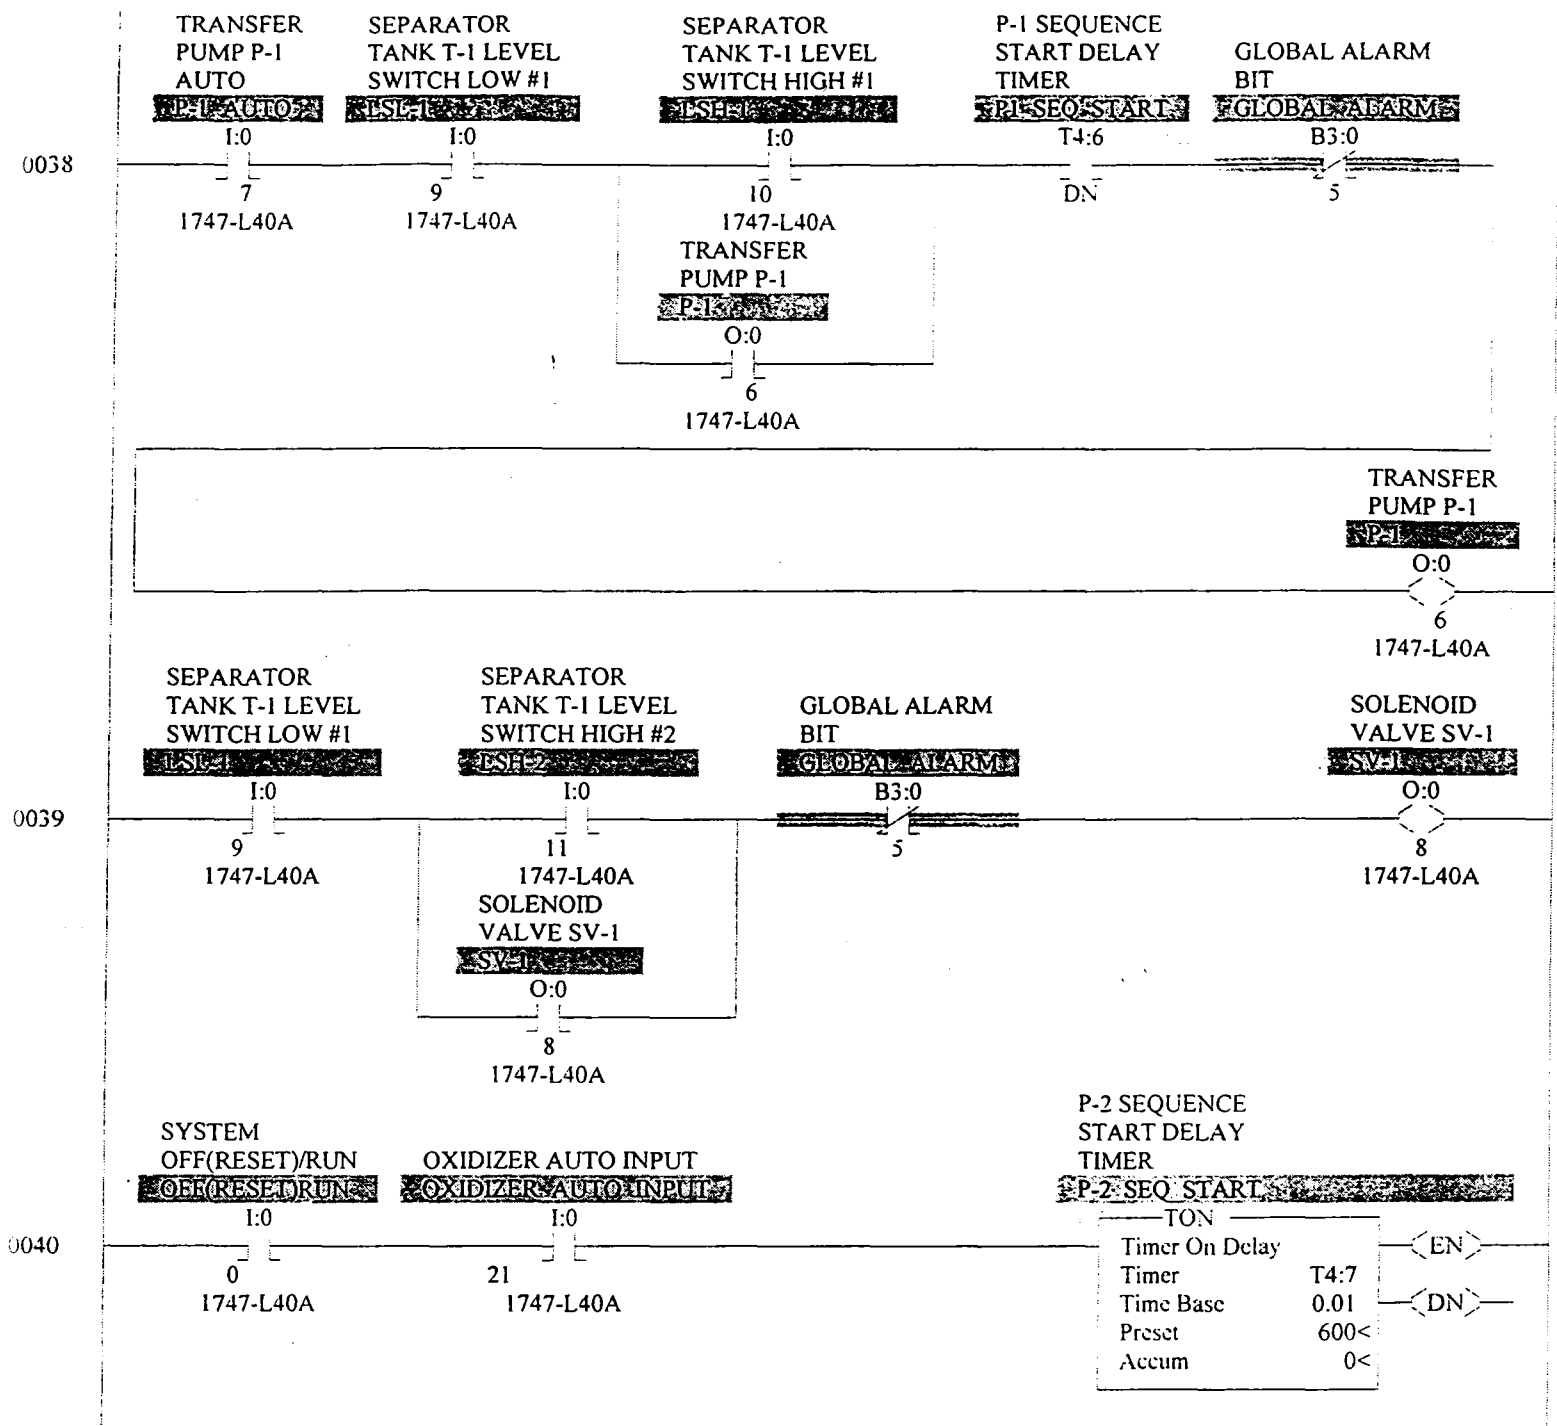 TRANSFER
PUMP P-1
AUTO
P-1 AUTO
I:0
7
1747-L40A
SEPARATOR
TANK T-1 LEVEL
SWITCH LOW #1
LSL-1
I:0
9
1747-L40A
SEPARATOR
TANK T-1 LEVEL
SWITCH HIGH #1
LSH-1
I:0
10
1747-L40A
P-1 SEQUENCE
START DELAY
TIMER
P1-SEQ-START
T4:6
DN
GLOBAL ALARM
BIT
GLOBAL ALARM
B3:0
5
0038
TRANSFER
PUMP P-1
P-1
O:0
6
1747-L40A
TRANSFER
PUMP P-1
P-1
O:0
6
1747-L40A
SEPARATOR
TANK T-1 LEVEL
SWITCH LOW #1
LSL-1
I:0
9
1747-L40A
SEPARATOR
TANK T-1 LEVEL
SWITCH HIGH #2
LSH-2
I:0
11
1747-L40A
GLOBAL ALARM
BIT
GLOBAL ALARM
B3:0
5
SOLENOID
VALVE SV-1
SV-1
O:0
8
1747-L40A
0039
SOLENOID
VALVE SV-1
SV-1
O:0
8
1747-L40A
SYSTEM
OFF(RESET)/RUN
OFF(RESET)RUN
I:0
0
1747-L40A
OXIDIZER AUTO INPUT
OXIDIZER AUTO INPUT
I:0
21
1747-L40A
P-2 SEQUENCE
START DELAY
TIMER
P-2 SEQ START
0040
TON
Timer On Delay
Timer T4:7
Time Base 0.01
Preset 600<
Accum 0<
EN
DN